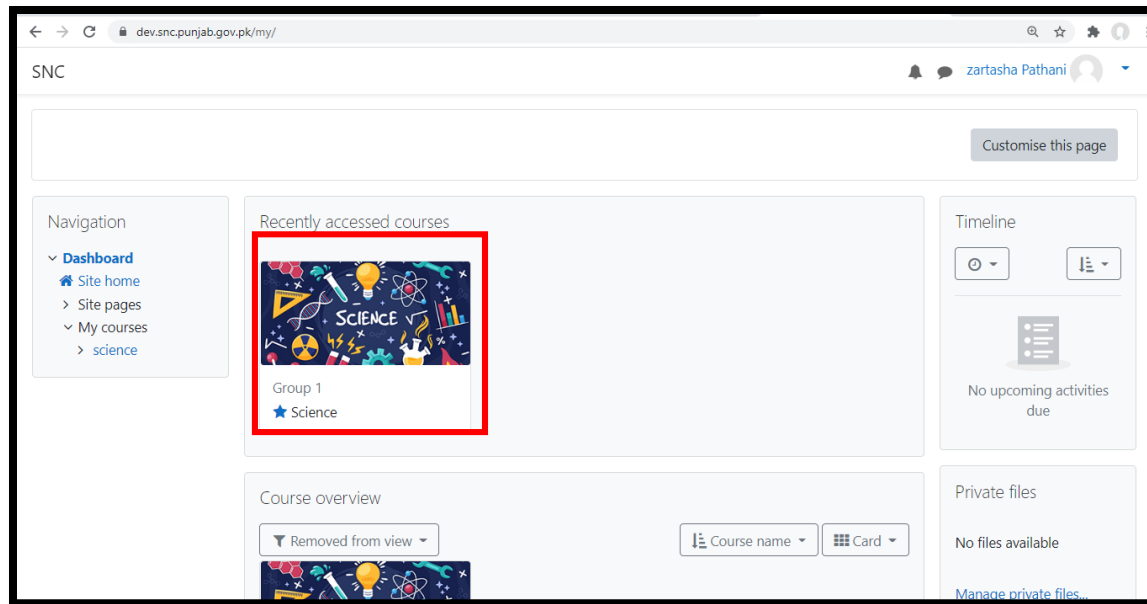 dev.snc.punjab.gov.pk/my/
SNC
zartasha Pathani
Customise this page
Navigation
Dashboard
Site home
Site pages
My courses
science
Recently accessed courses
SCIENCE
Group 1
Science
Course overview
Removed from view
Course name
Card
Timeline
No upcoming activities
due
Private files
No files available
Manage private files...